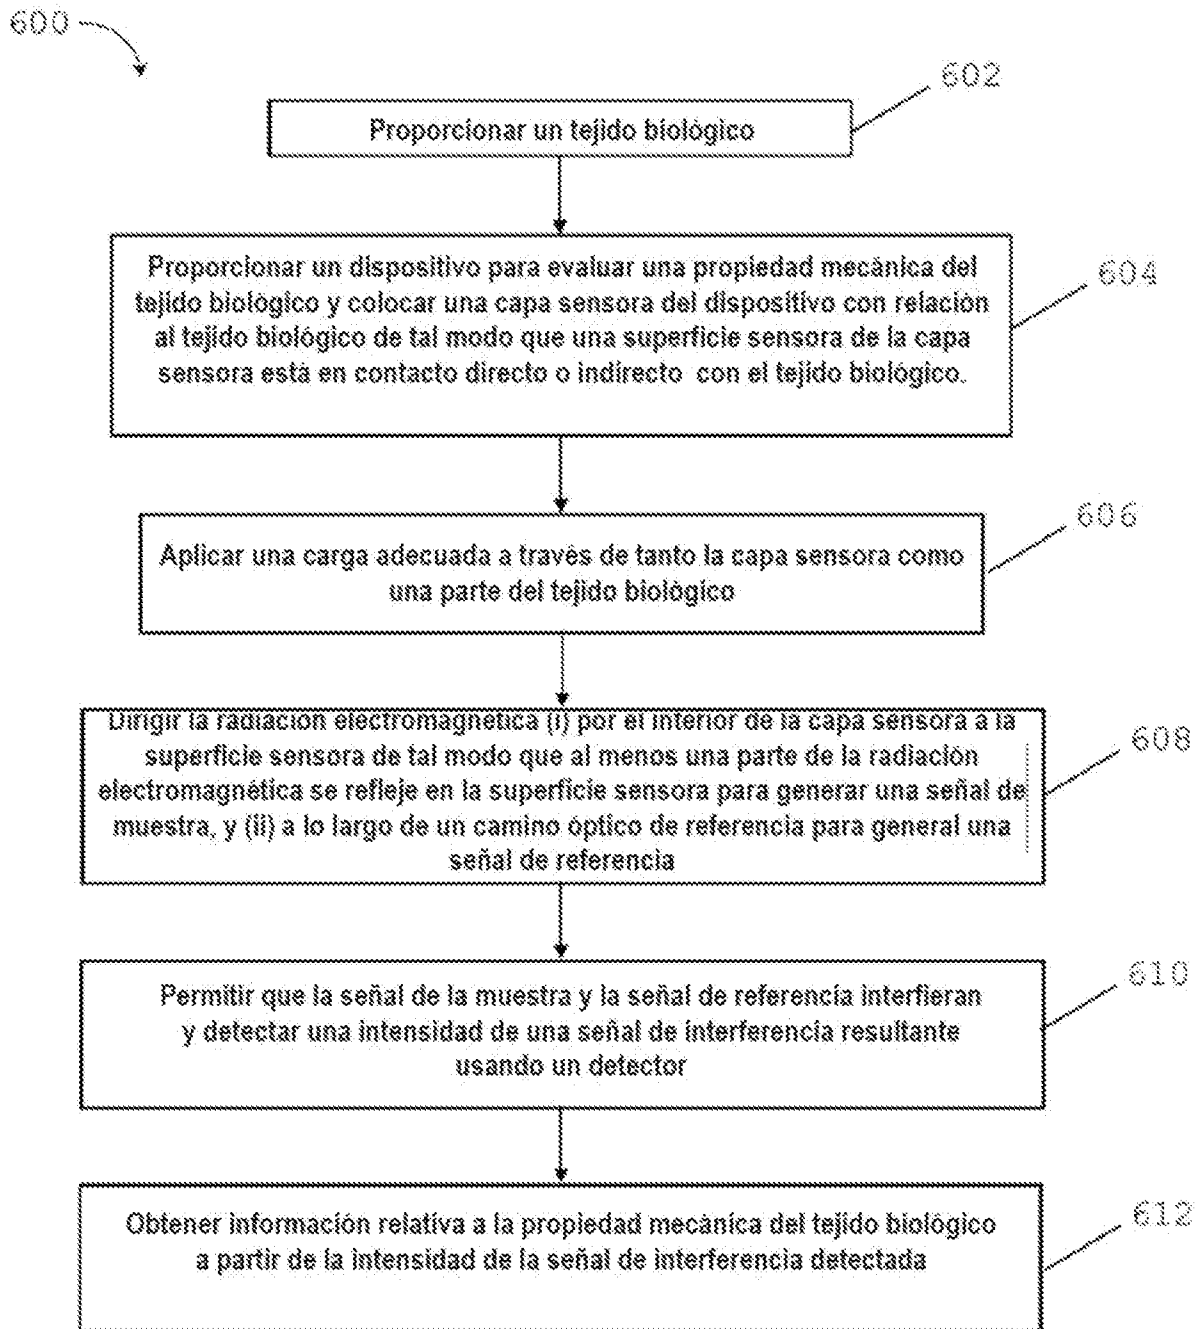 600
602
Proporcionar un tejido biológico
604
Proporcionar un dispositivo para evaluar una propiedad mecánica del
tejido biológico y colocar una capa sensora del dispositivo con relación
al tejido biológico de tal modo que una superficie sensora de la capa
sensora está en contacto directo o indirecto con el tejido biológico.
606
Aplicar una carga adecuada a través de tanto la capa sensora como
una parte del tejido biológico
608
Dirigir la radiación electromagnética (i) por el interior de la capa sensora a la
superficie sensora de tal modo que al menos una parte de la radiación
electromagnética se refleje en la superficie sensora para generar una señal de
muestra, y (ii) a lo largo de un camino óptico de referencia para general una
señal de referencia
610
Permitir que la señal de la muestra y la señal de referencia interfieran
y detectar una intensidad de una señal de interferencia resultante
usando un detector
612
Obtener información relativa a la propiedad mecánica del tejido biológico
a partir de la intensidad de la señal de interferencia detectada